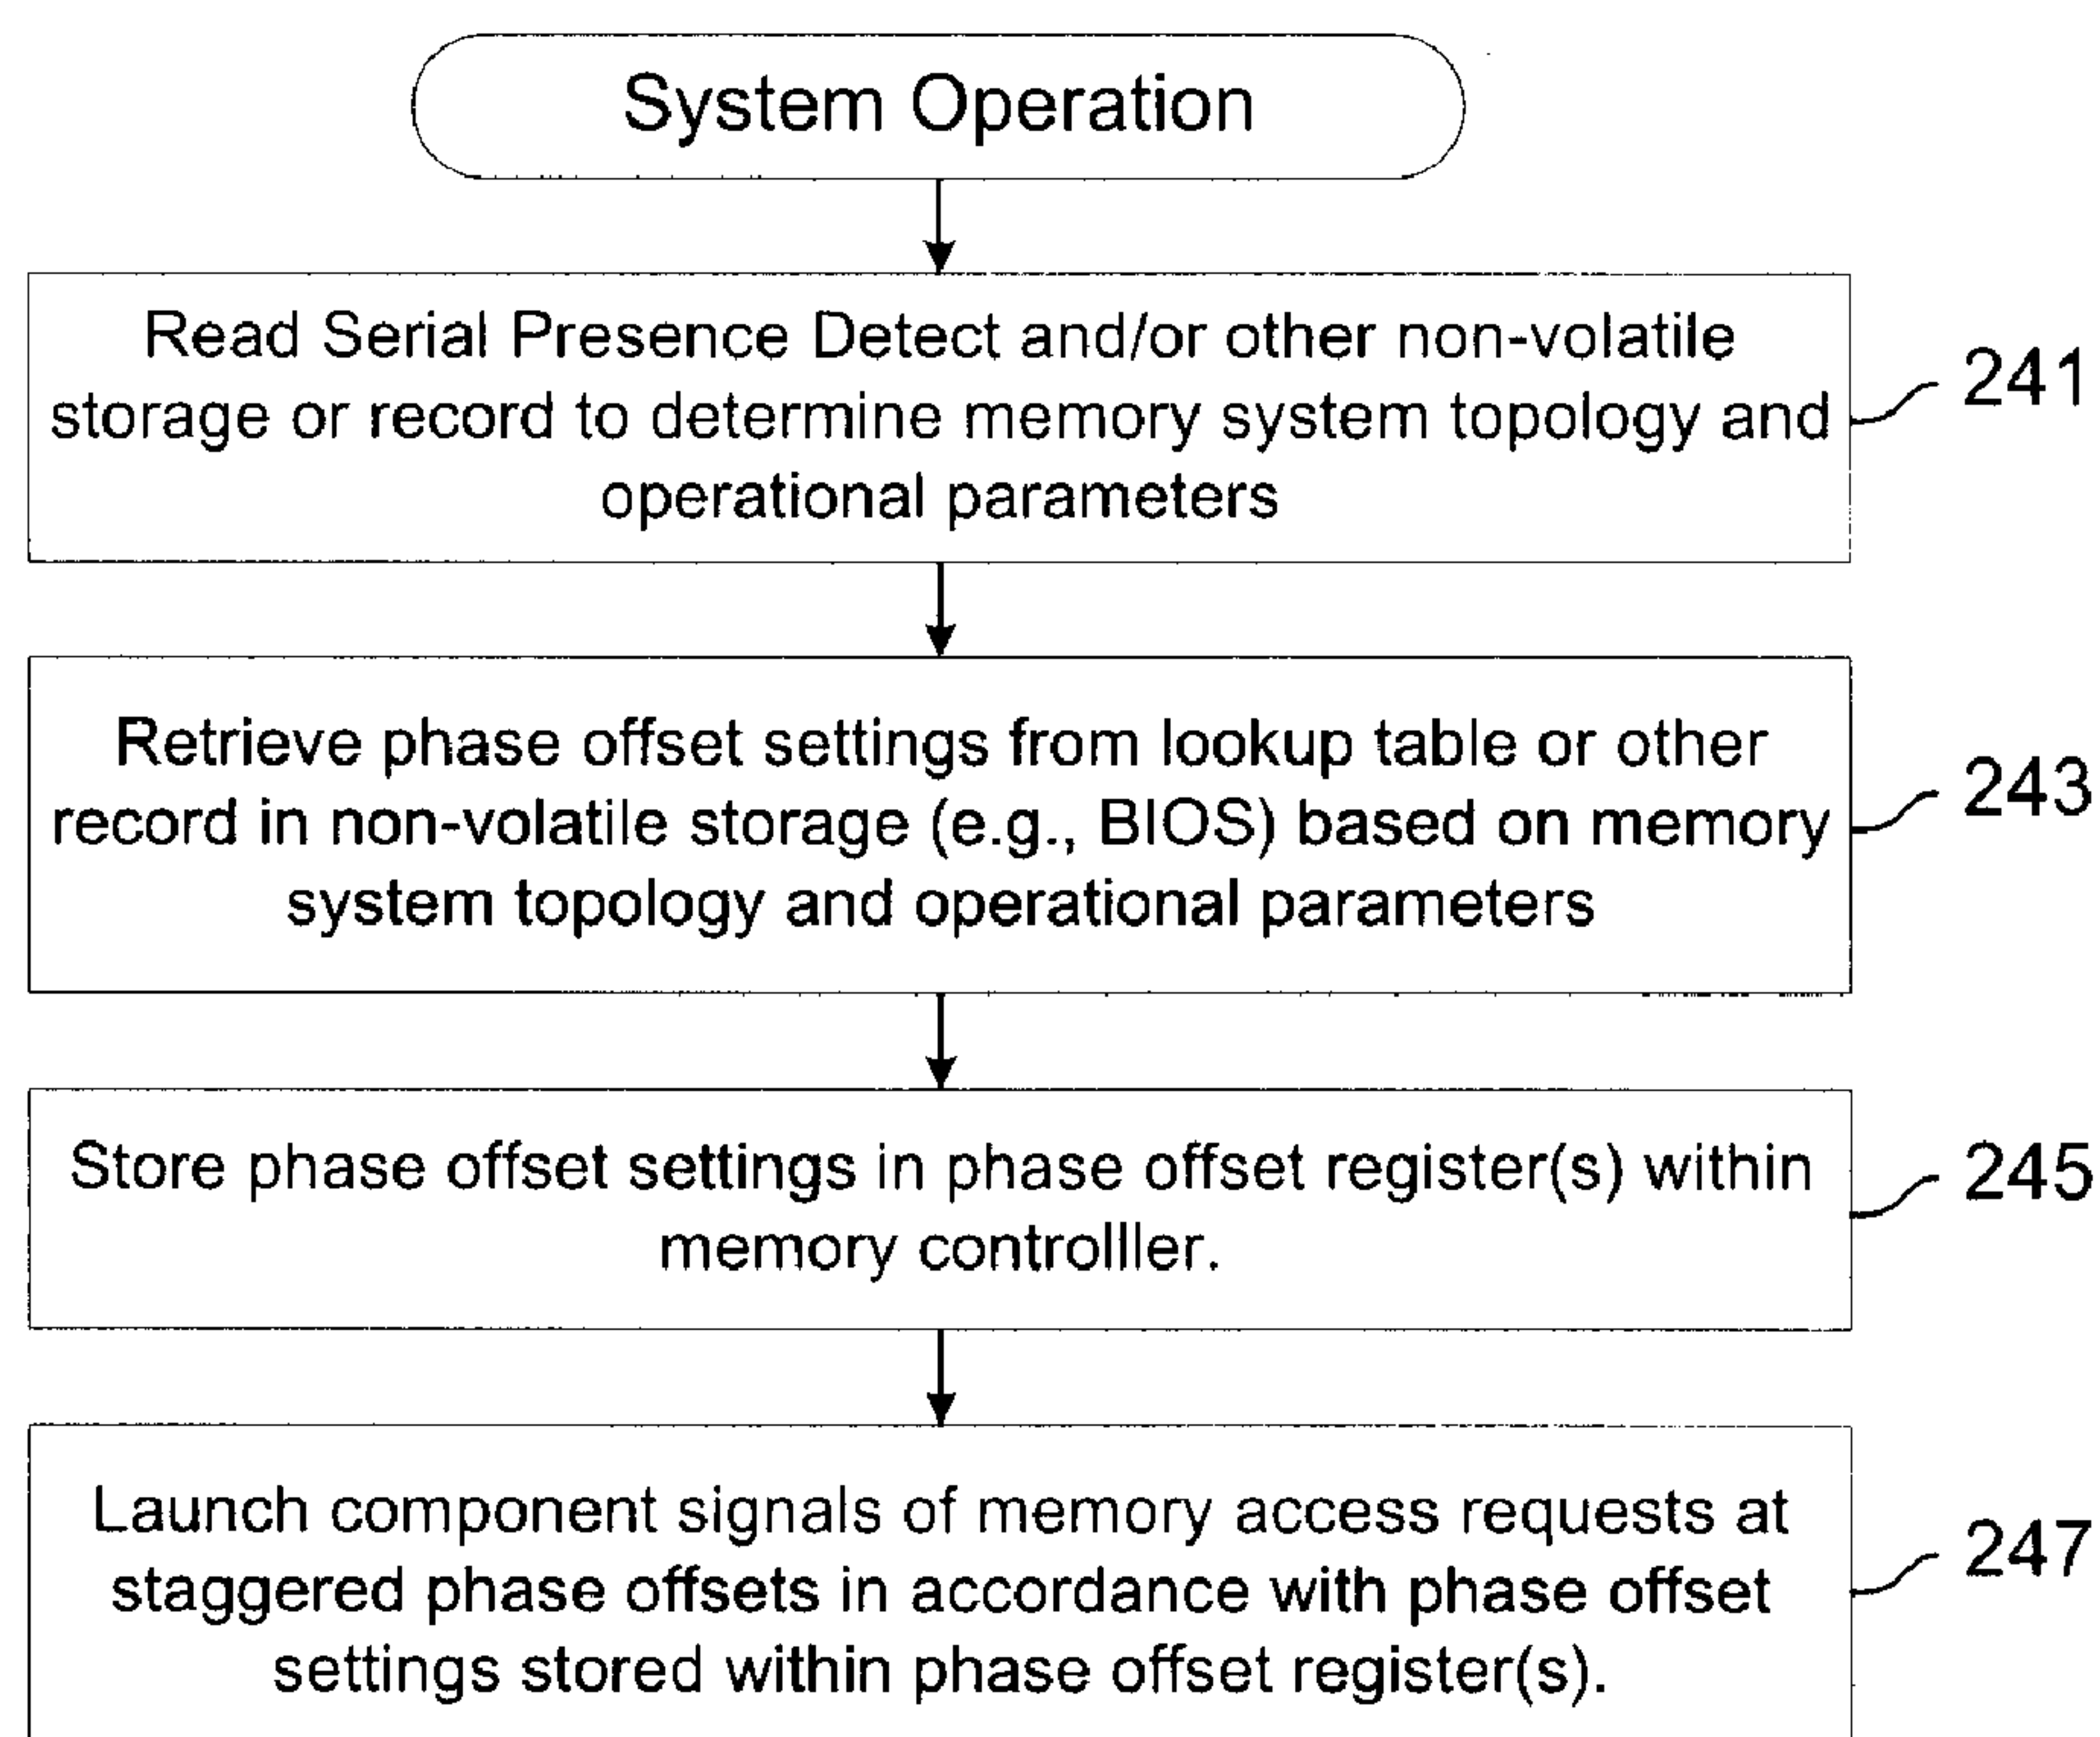 System Operation
Read Serial Presence Detect and/or other non-volatile
storage or record to determine memory system topology and
operational parameters
241
Retrieve phase offset settings from lookup table or other
record in non-volatile storage (e.g., BIOS) based on memory
system topology and operational parameters
243
Store phase offset settings in phase offset register(s) within
memory controlller.
245
Launch component signals of memory access requests at
staggered phase offsets in accordance with phase offset
settings stored within phase offset register(s).
247